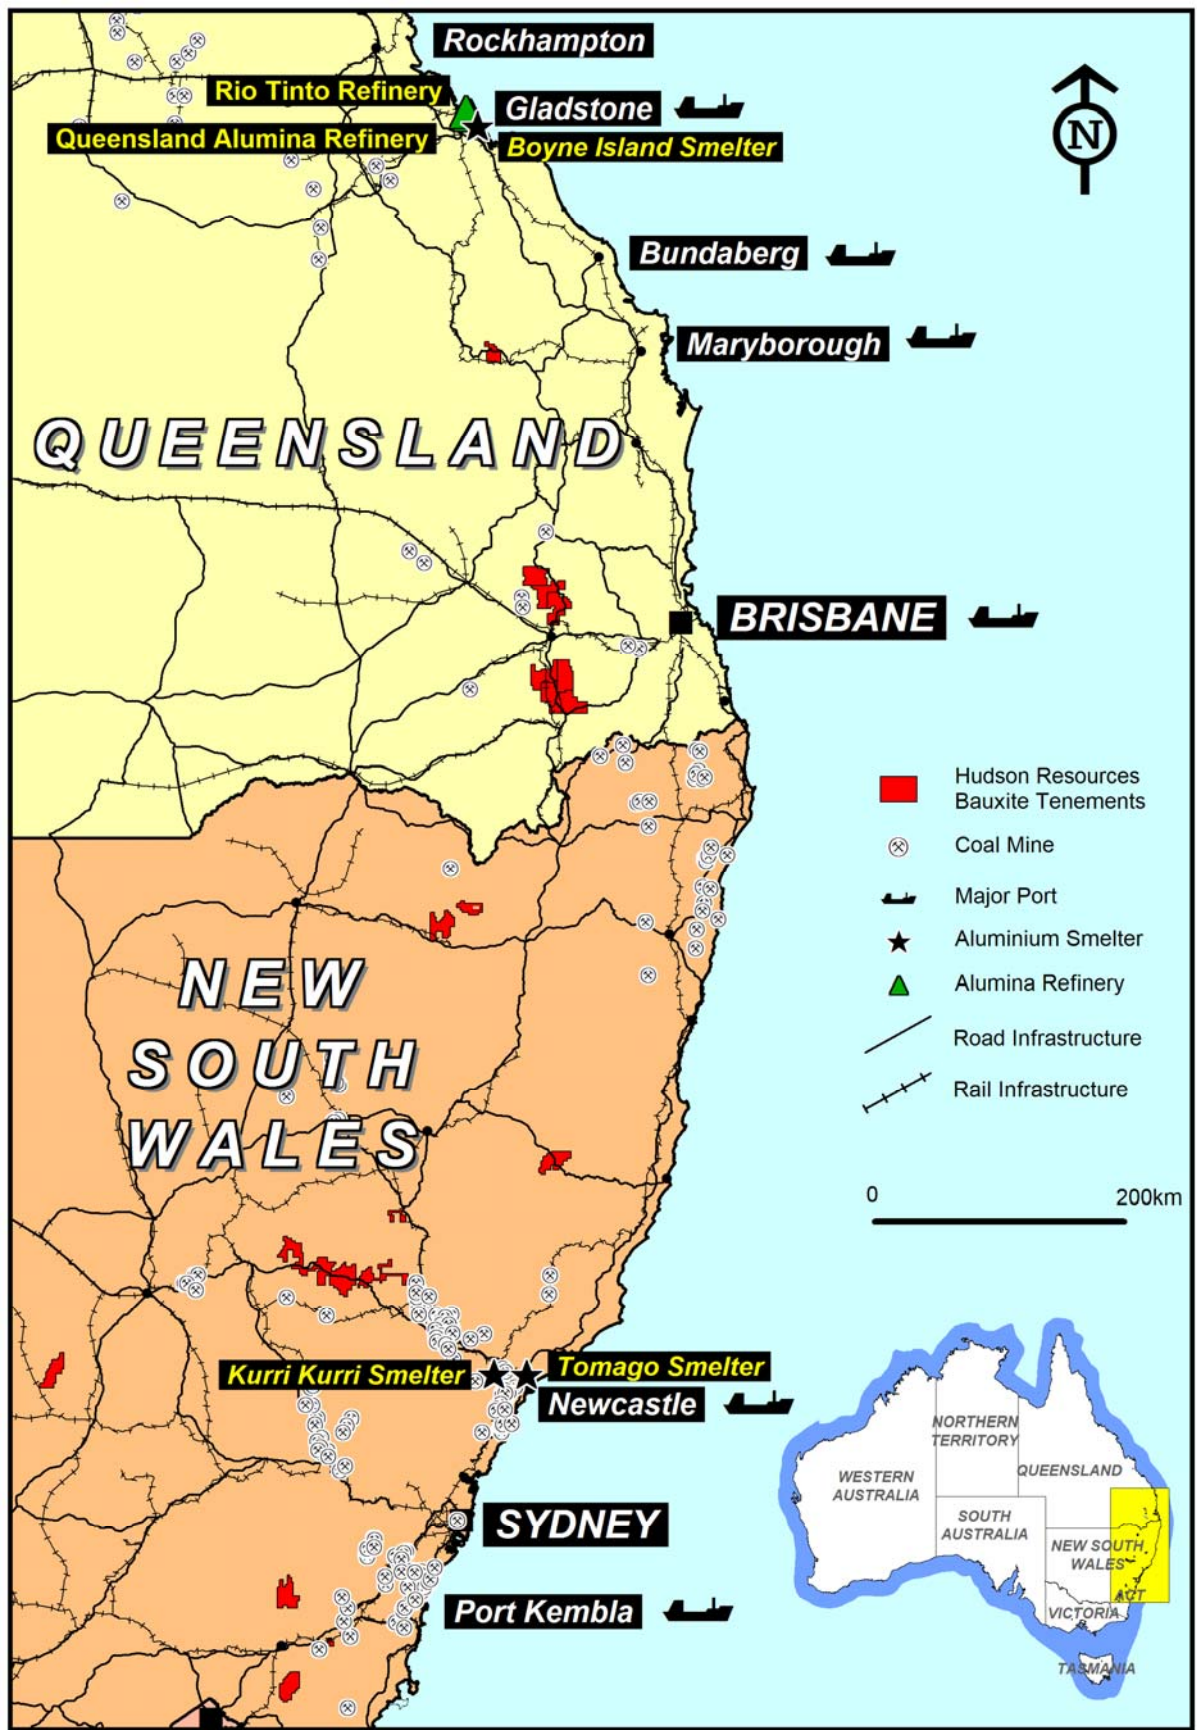 Rockhampton
Rio Tinto Refinery
Gladstone
Queensland Alumina Refinery
Boyne Island Smelter
N
Bundaberg
Maryborough
QUEENSLAND
BRISBANE
Hudson Resources
Bauxite Tenements
Coal Mine
Major Port
Aluminium Smelter
Alumina Refinery
Road Infrastructure
Rail Infrastructure
0 200km
NEW
SOUTH
WALES
Kurri Kurri Smelter
Tomago Smelter
Newcastle
SYDNEY
Port Kembla
NORTHERN
TERRITORY
QUEENSLAND
WESTERN
AUSTRALIA
SOUTH
AUSTRALIA
NEW SOUTH
WALES
ACT
VICTORIA
TASMANIA